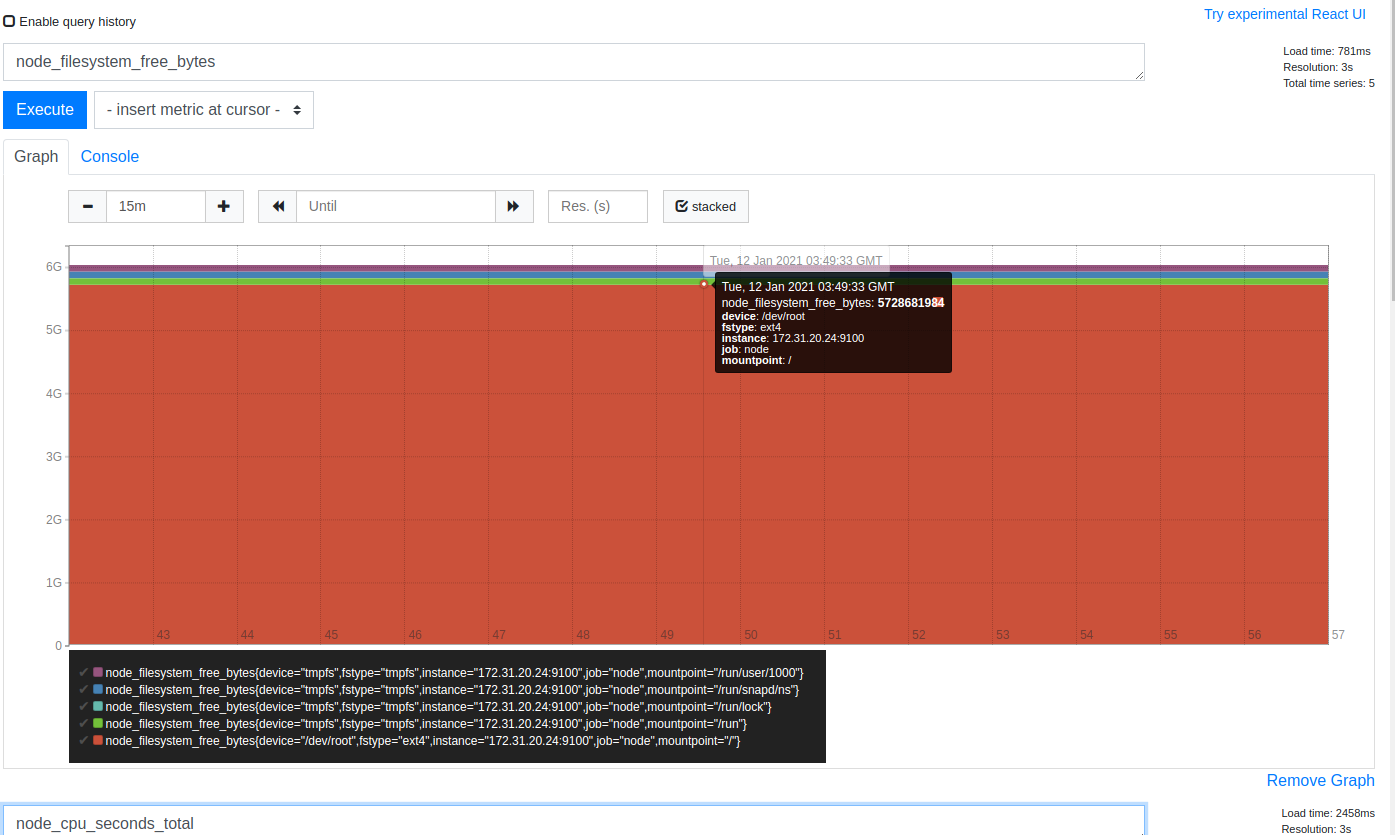 Enable query history
Try experimental React UI
node_filesystem_free_bytes
Load time: 781ms
Resolution: 3s
Total time series: 5
Execute
- insert metric at cursor -
Graph
Console
15m
Until
Res. (s)
stacked
6G
5G
4G
3G
2G
1G
0
Tue, 12 Jan 2021 03:49:33 GMT
Tue, 12 Jan 2021 03:49:33 GMT
node_filesystem_free_bytes: 5728681984
device: /dev/root
fstype: ext4
instance: 172.31.20.24:9100
job: node
mountpoint: /
43 44 45 46 47 48 49 50 51 52 53 54 55 56 57
node_filesystem_free_bytes{device="tmpfs",fstype="tmpfs",instance="172.31.20.24:9100",job="node",mountpoint="/run/user/1000"}
node_filesystem_free_bytes{device="tmpfs",fstype="tmpfs",instance="172.31.20.24:9100",job="node",mountpoint="/run/snapd/ns"}
node_filesystem_free_bytes{device="tmpfs",fstype="tmpfs",instance="172.31.20.24:9100",job="node",mountpoint="/run/lock"}
node_filesystem_free_bytes{device="tmpfs",fstype="tmpfs",instance="172.31.20.24:9100",job="node",mountpoint="/run"}
node_filesystem_free_bytes{device="/dev/root",fstype="ext4",instance="172.31.20.24:9100",job="node",mountpoint="/"}
Remove Graph
node_cpu_seconds_total
Load time: 2458ms
Resolution: 3s